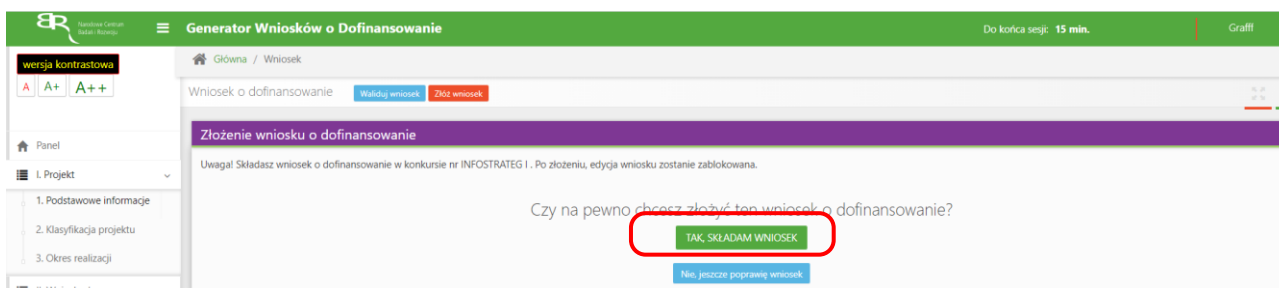 Narodowe Centrum
Badań i Rozwoju
Generator Wniosków o Dofinansowanie
Do końca sesji: 15 min.
Grafff
wersja kontrastowa
A A+ A++
Główna / Wniosek
Wniosek o dofinansowanie Waliduj wniosek Złóż wniosek
Złożenie wniosku o dofinansowanie
Uwaga! Składasz wniosek o dofinansowanie w konkursie nr INFOSTRATEG I . Po złożeniu, edycja wniosku zostanie zablokowana.
Czy na pewno chcesz złożyć ten wniosek o dofinansowanie?
TAK, SKŁADAM WNIOSEK
Nie, jeszcze poprawię wniosek
Panel
I. Projekt
1. Podstawowe informacje
2. Klasyfikacja projektu
3. Okres realizacji